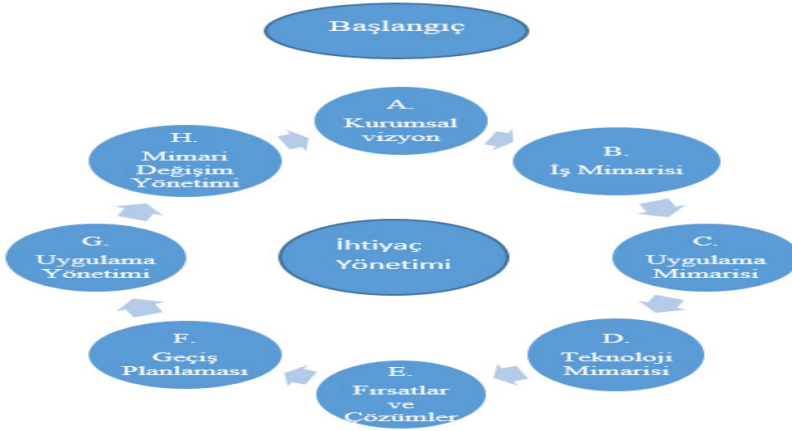 Başlangıç
A.
Kurumsal
vizyon
B.
İş Mimarisi
C.
Uygulama
Mimarisi
D.
Teknoloji
Mimarisi
E.
Fırsatlar
ve
Çözümler
F.
Geçiş
Planlaması
G.
Uygulama
Yönetimi
H.
Mimari
Değişim
Yönetimi
İhtiyaç
Yönetimi